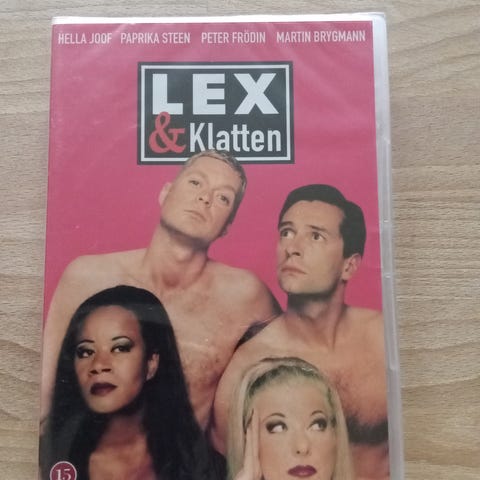 HELLA JOOF PAPRIKA STEEN PETER FRÖDIN MARTIN BRYGMANN
LEX
& Klatten
15